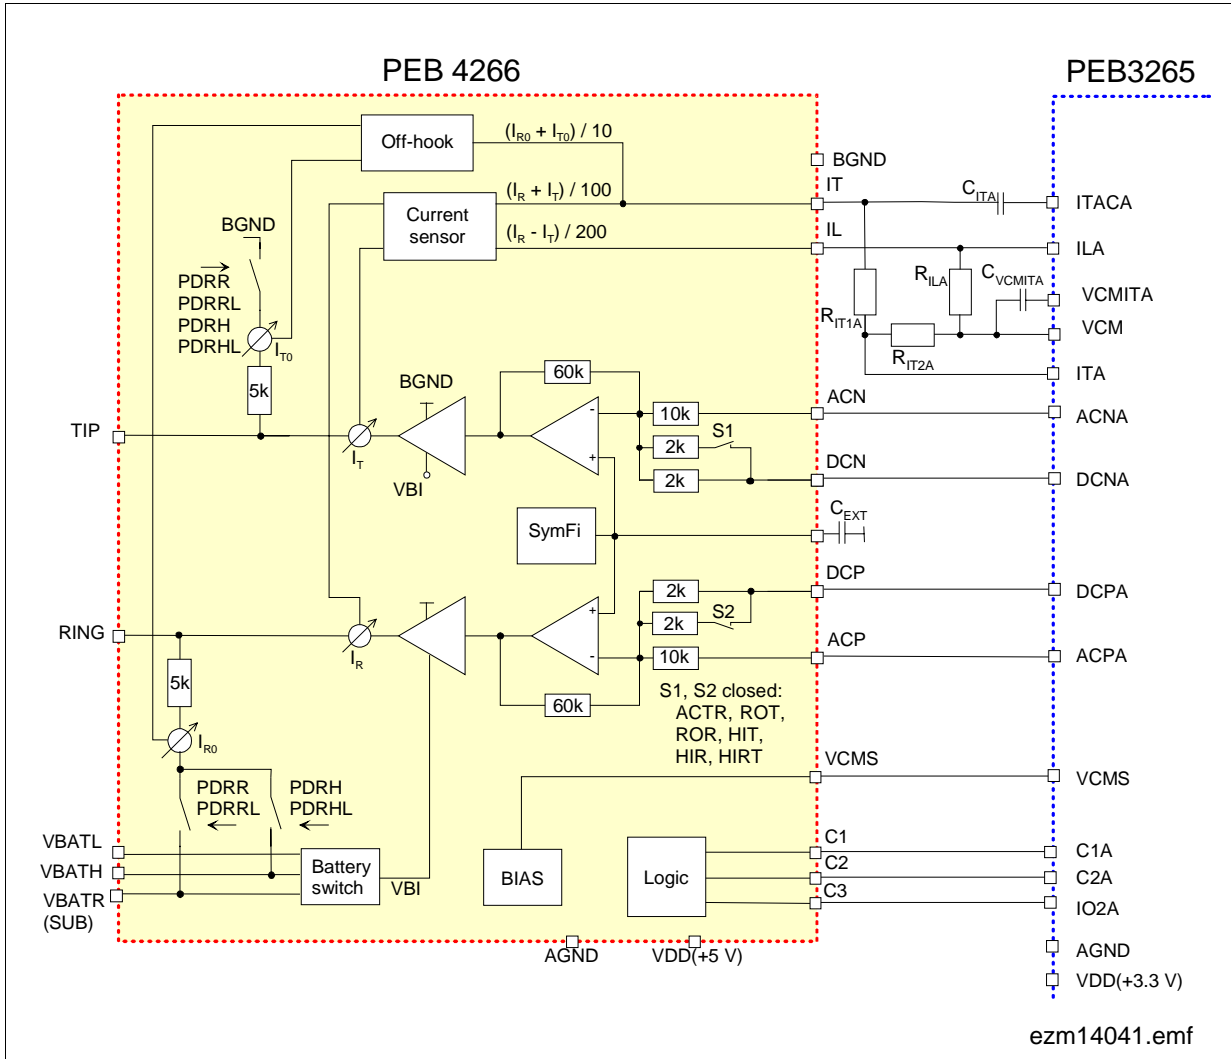 PEB 4266
PEB3265
Off-hook
(IR0 + IT0) / 10
BGND
IT
CITA
ITACA
Current
sensor
(IR + IT) / 100
(IR - IT) / 200
IL
ILA
BGND
PDRR
PDRRL
PDRH
PDRHL
IT0
5k
RIT1A
RILA
CVCMITA
VCMITA
VCM
RIT2A
ITA
TIP
IT
BGND
VBI
60k
-
+
10k
2k
S1
2k
ACN
ACNA
DCN
DCNA
SymFi
CEXT
RING
IR
+
-
2k
2k
S2
10k
60k
DCP
DCPA
ACP
ACPA
5k
IR0
S1, S2 closed:
ACTR, ROT,
ROR, HIT,
HIR, HIRT
VCMS
VCMS
PDRR
PDRRL
PDRH
PDRHL
VBATL
VBATH
VBATR
(SUB)
Battery
switch
VBI
BIAS
Logic
C1
C1A
C2
C2A
C3
IO2A
AGND
VDD(+5 V)
AGND
VDD(+3.3 V)
ezm14041.emf